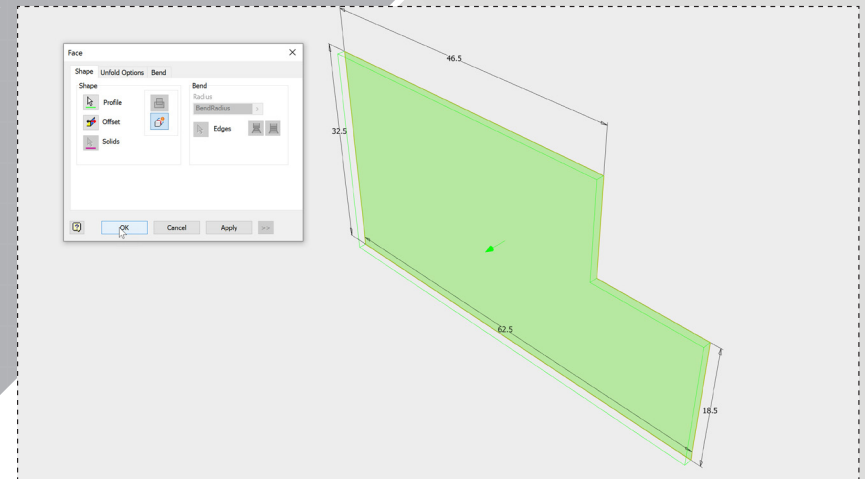 Face
Shape Unfold Options Bend
Shape
Profile
Offset
Solids
Bend
Radius
BendRadius
Edges
OK Cancel Apply >>
46.5
32.5
62.5
18.5